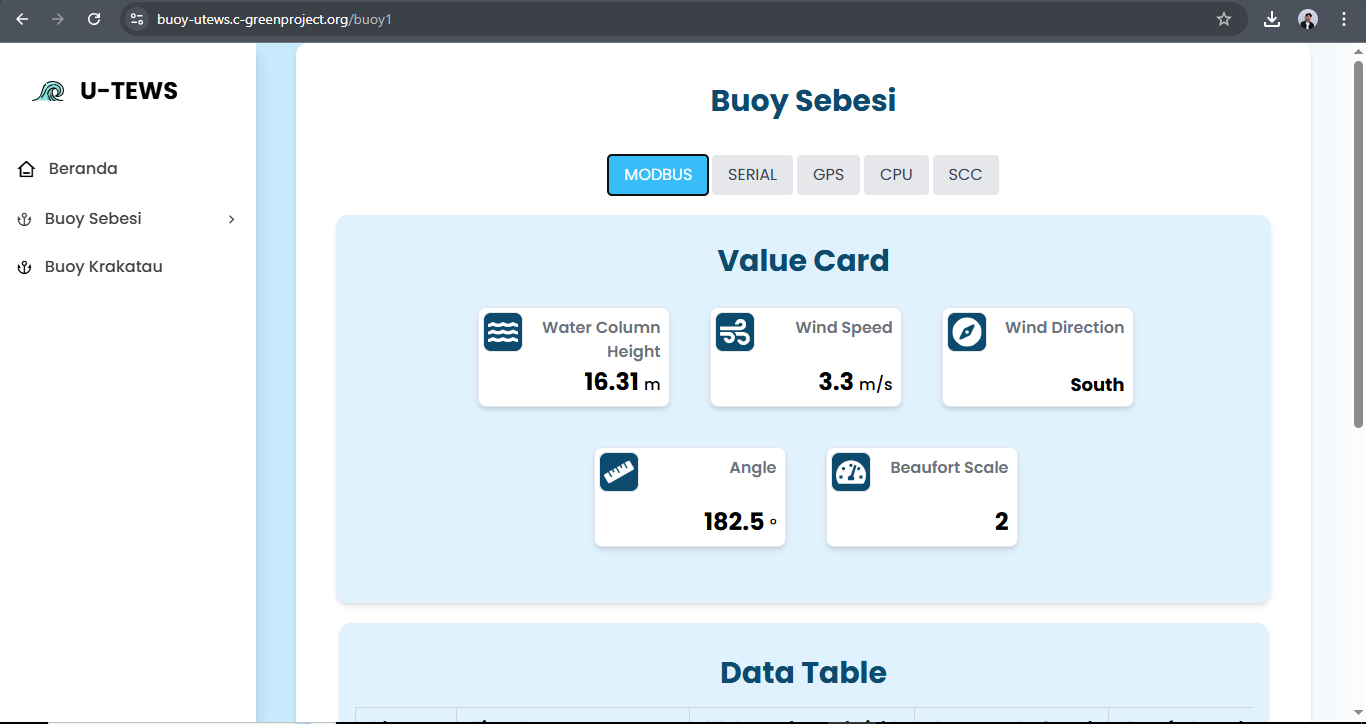 buoy-utews.c-greenproject.org/buoy1
U-TEWS
Beranda
Buoy Sebesi
Buoy Krakatau
Buoy Sebesi
MODBUS SERIAL GPS CPU SCC
Value Card
Water Column
Height
16.31 m
Wind Speed
3.3 m/s
Wind Direction
South
Angle
182.5 °
Beaufort Scale
2
Data Table